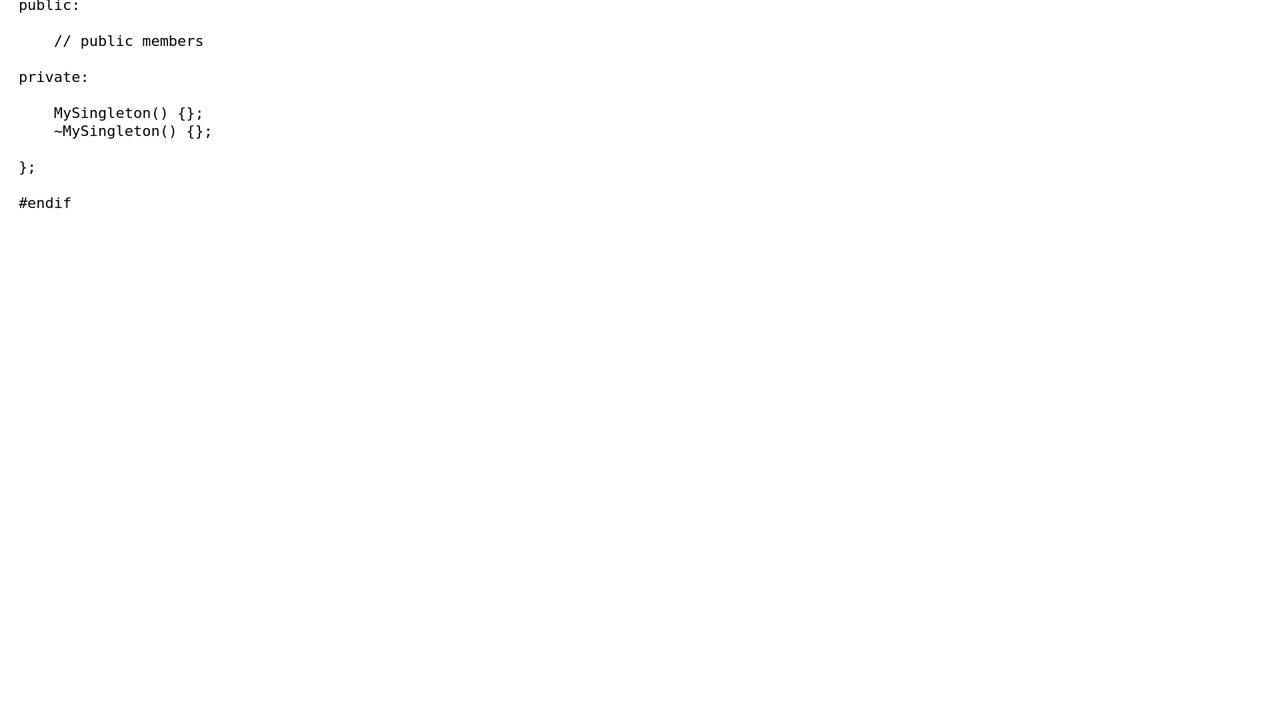 public:
    // public members
private:
    MySingleton() {};
    ~MySingleton() {};
};
#endif